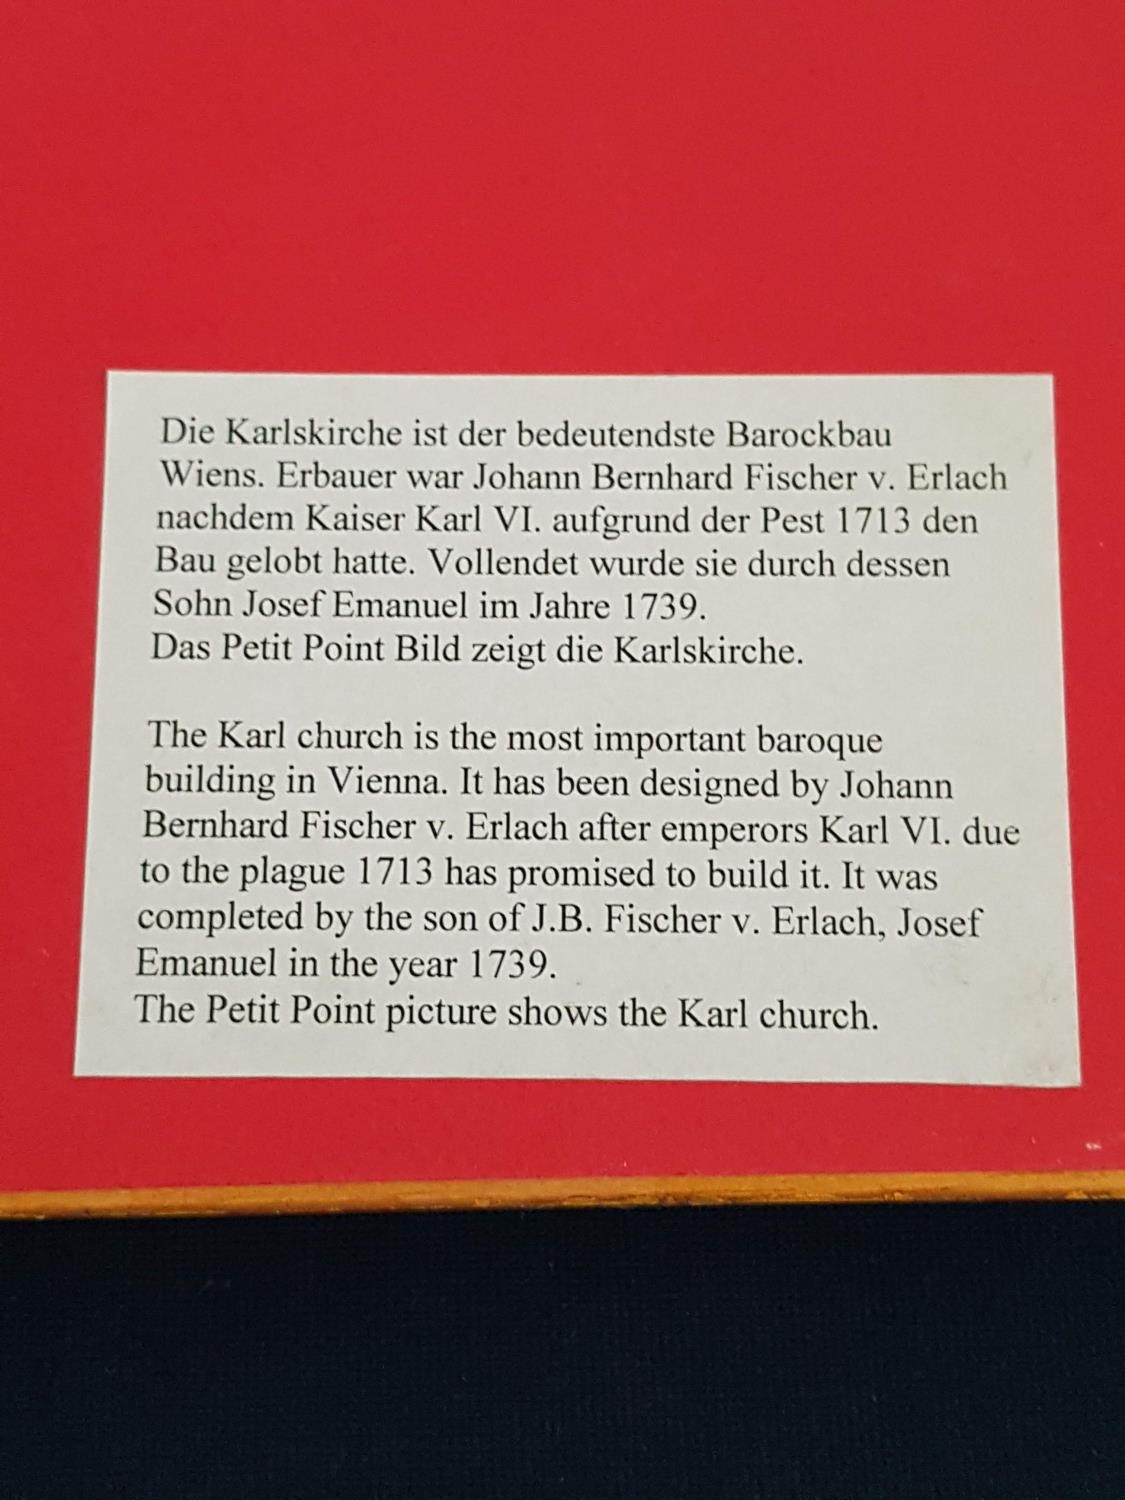 Die Karlskirche ist der bedeutendste Barockbau
Wiens. Erbauer war Johann Bernhard Fischer v. Erlach
nachdem Kaiser Karl VI. aufgrund der Pest 1713 den
Bau gelobt hatte. Vollendet wurde sie durch dessen
Sohn Josef Emanuel im Jahre 1739.
Das Petit Point Bild zeigt die Karlskirche.
The Karl church is the most important baroque
building in Vienna. It has been designed by Johann
Bernhard Fischer v. Erlach after emperors Karl VI. due
to the plague 1713 has promised to build it. It was
completed by the son of J.B. Fischer v. Erlach, Josef
Emanuel in the year 1739.
The Petit Point picture shows the Karl church.